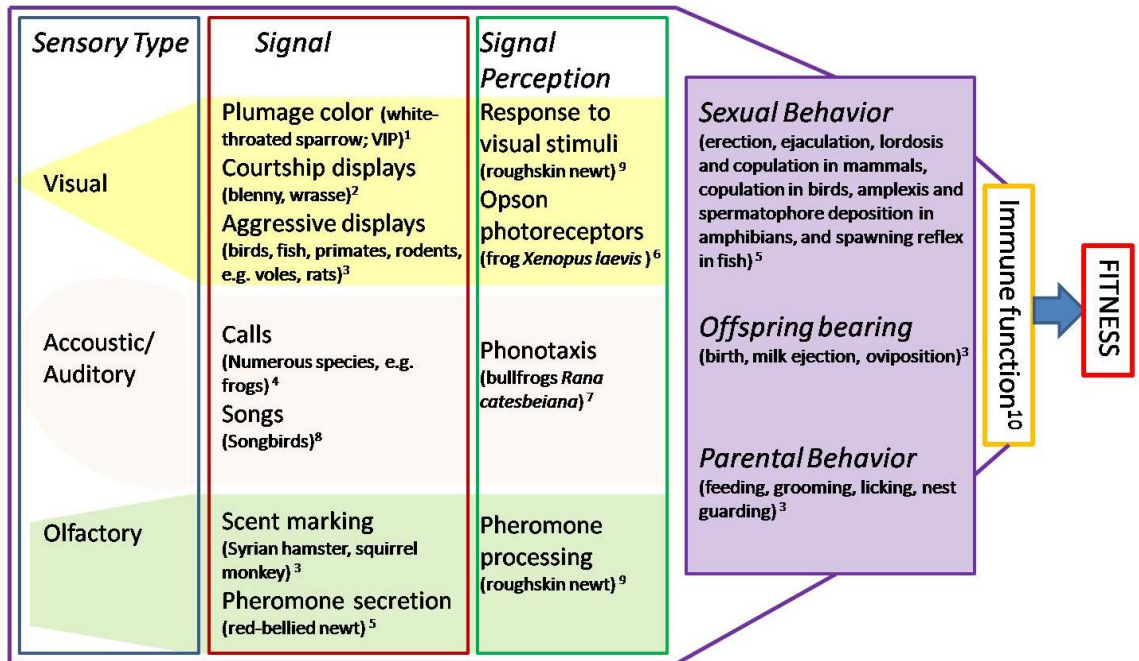 Sensory Type
Visual
Accoustic/
Auditory
Olfactory
Signal
Plumage color (white-
throated sparrow; VIP)¹
Courtship displays
(blenny, wrasse)²
Aggressive displays
(birds, fish, primates, rodents,
e.g. voles, rats)³
Calls
(Numerous species, e.g.
frogs)⁴
Songs
(Songbirds)⁸
Scent marking
(Syrian hamster, squirrel
monkey)³
Pheromone secretion
(red-bellied newt)⁵
Signal
Perception
Response to
visual stimuli
(roughskin newt)⁹
Opson
photoreceptors
(frog Xenopus laevis)⁶
Phonotaxis
(bullfrogs Rana
catesbeiana)⁷
Pheromone
processing
(roughskin newt)⁹
Sexual Behavior
(erection, ejaculation, lordosis
and copulation in mammals,
copulation in birds, amplexis and
spermatophore deposition in
amphibians, and spawning reflex
in fish)⁵
Offspring bearing
(birth, milk ejection, oviposition)³
Parental Behavior
(feeding, grooming, licking, nest
guarding)³
Immune function¹⁰
FITNESS